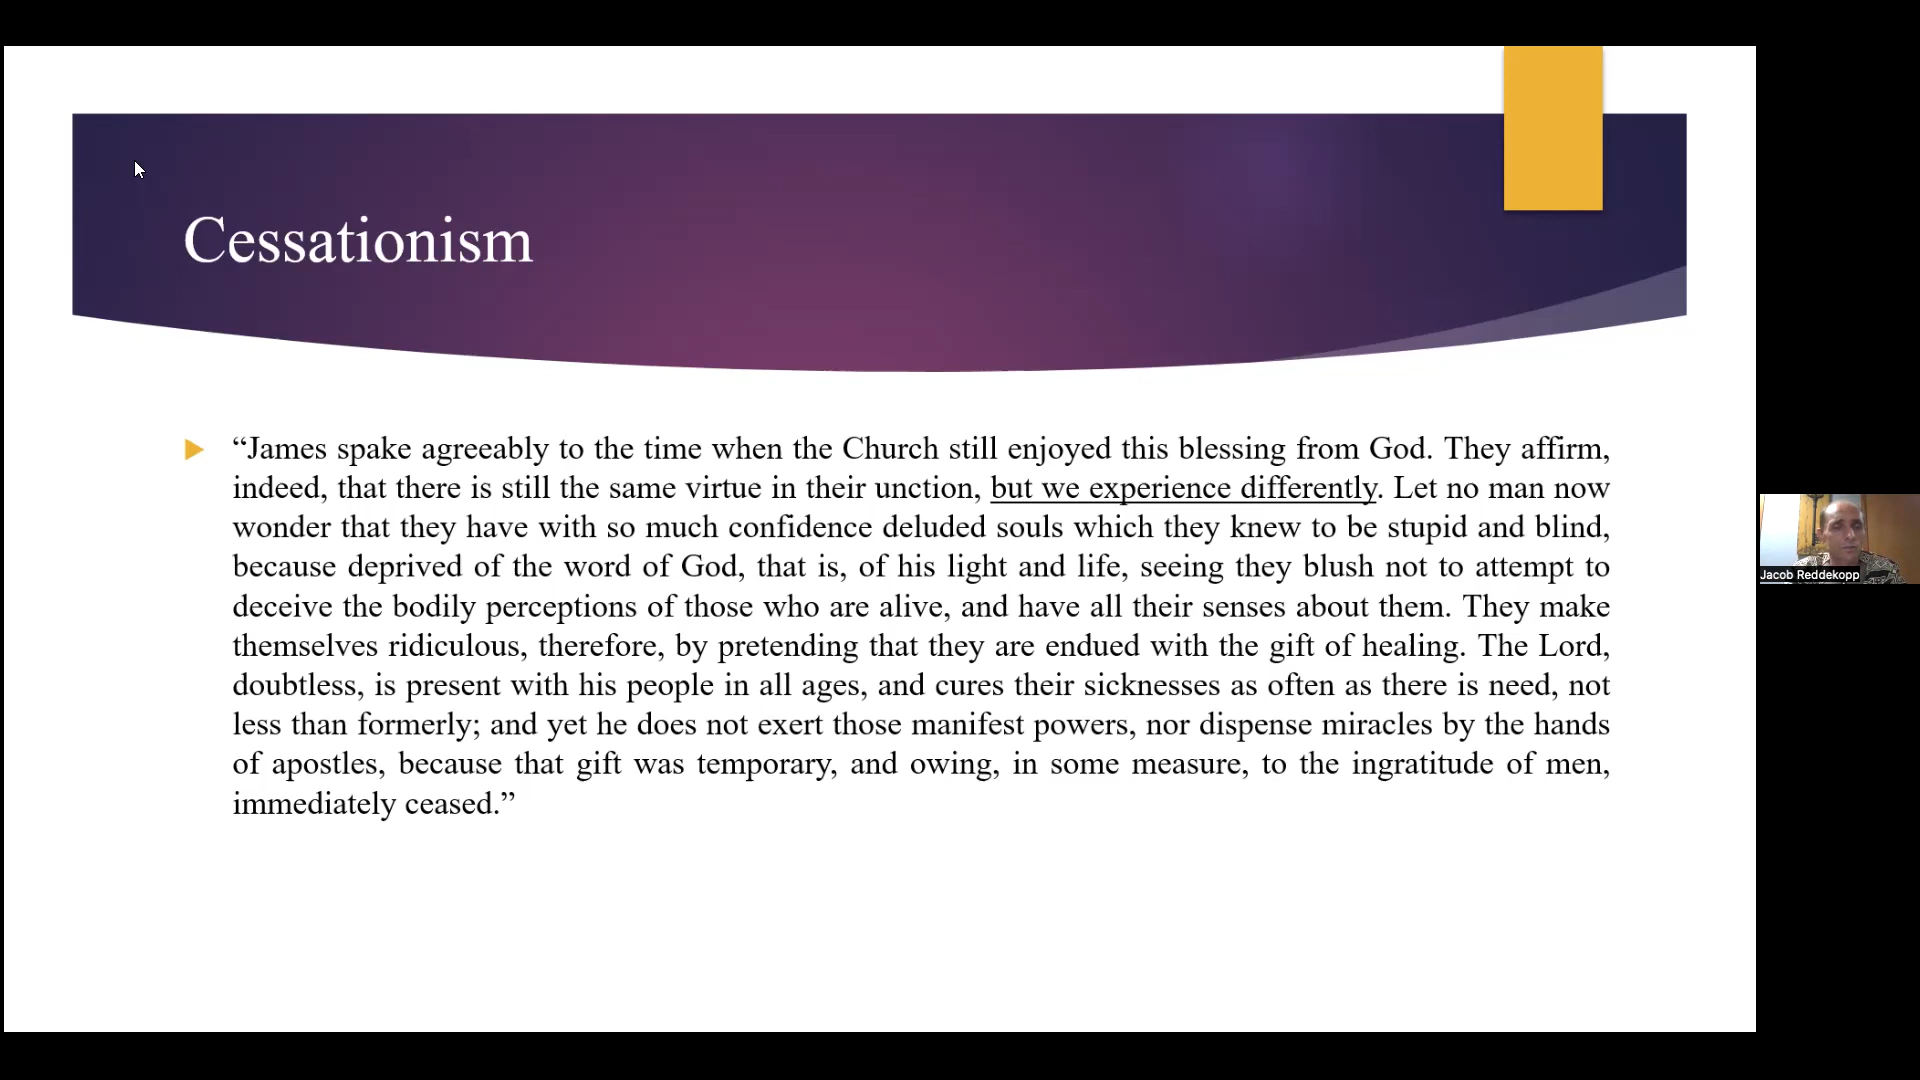 Cessationism
“James spake agreeably to the time when the Church still enjoyed this blessing from God. They affirm,
indeed, that there is still the same virtue in their unction, but we experience differently. Let no man now
wonder that they have with so much confidence deluded souls which they knew to be stupid and blind,
because deprived of the word of God, that is, of his light and life, seeing they blush not to attempt to
deceive the bodily perceptions of those who are alive, and have all their senses about them. They make
themselves ridiculous, therefore, by pretending that they are endued with the gift of healing. The Lord,
doubtless, is present with his people in all ages, and cures their sicknesses as often as there is need, not
less than formerly; and yet he does not exert those manifest powers, nor dispense miracles by the hands
of apostles, because that gift was temporary, and owing, in some measure, to the ingratitude of men,
immediately ceased.”
Jacob Reddekopp